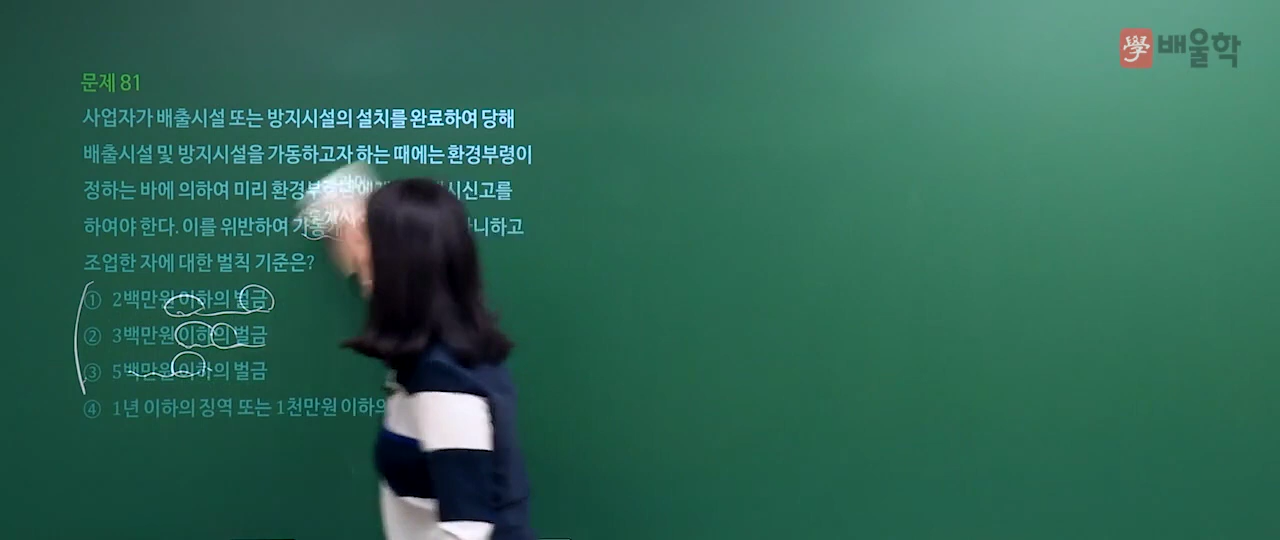 學 배울학
문제 81
사업자가 배출시설 또는 방지시설의 설치를 완료하여 당해
배출시설 및 방지시설을 가동하고자 하는 때에는 환경부령이
정하는 바에 의하여 미리 환경부 시신고를
하여야 한다. 이를 위반하여 니하고
조업한 자에 대한 벌칙 기준은?
① 2백만원 이하의 벌금
② 3백만원 이하의 벌금
③ 5백만원 이하의 벌금
④ 1년 이하의 징역 또는 1천만원 이하의